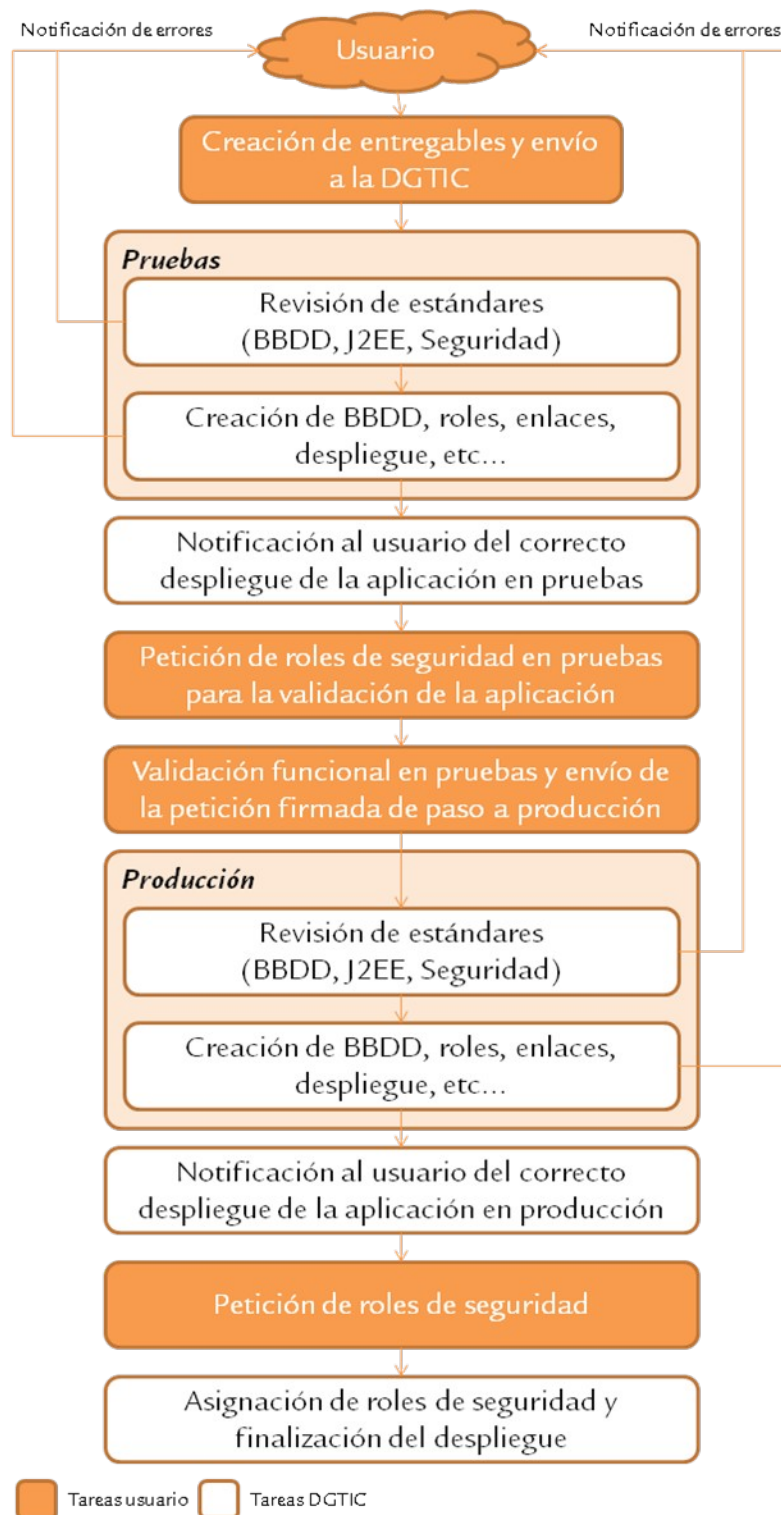 Notificación de errores
Usuario
Notificación de errores
Creación de entregables y envío
a la DGTIC
Pruebas
Revisión de estándares
(BBDD, J2EE, Seguridad)
Creación de BBDD, roles, enlaces,
despliegue, etc...
Notificación al usuario del correcto
despliegue de la aplicación en pruebas
Petición de roles de seguridad en pruebas
para la validación de la aplicación
Validación funcional en pruebas y envío de
la petición firmada de paso a producción
Producción
Revisión de estándares
(BBDD, J2EE, Seguridad)
Creación de BBDD, roles, enlaces,
despliegue, etc...
Notificación al usuario del correcto
despliegue de la aplicación en producción
Petición de roles de seguridad
Asignación de roles de seguridad y
finalización del despliegue
Tareas usuario
Tareas DGTIC